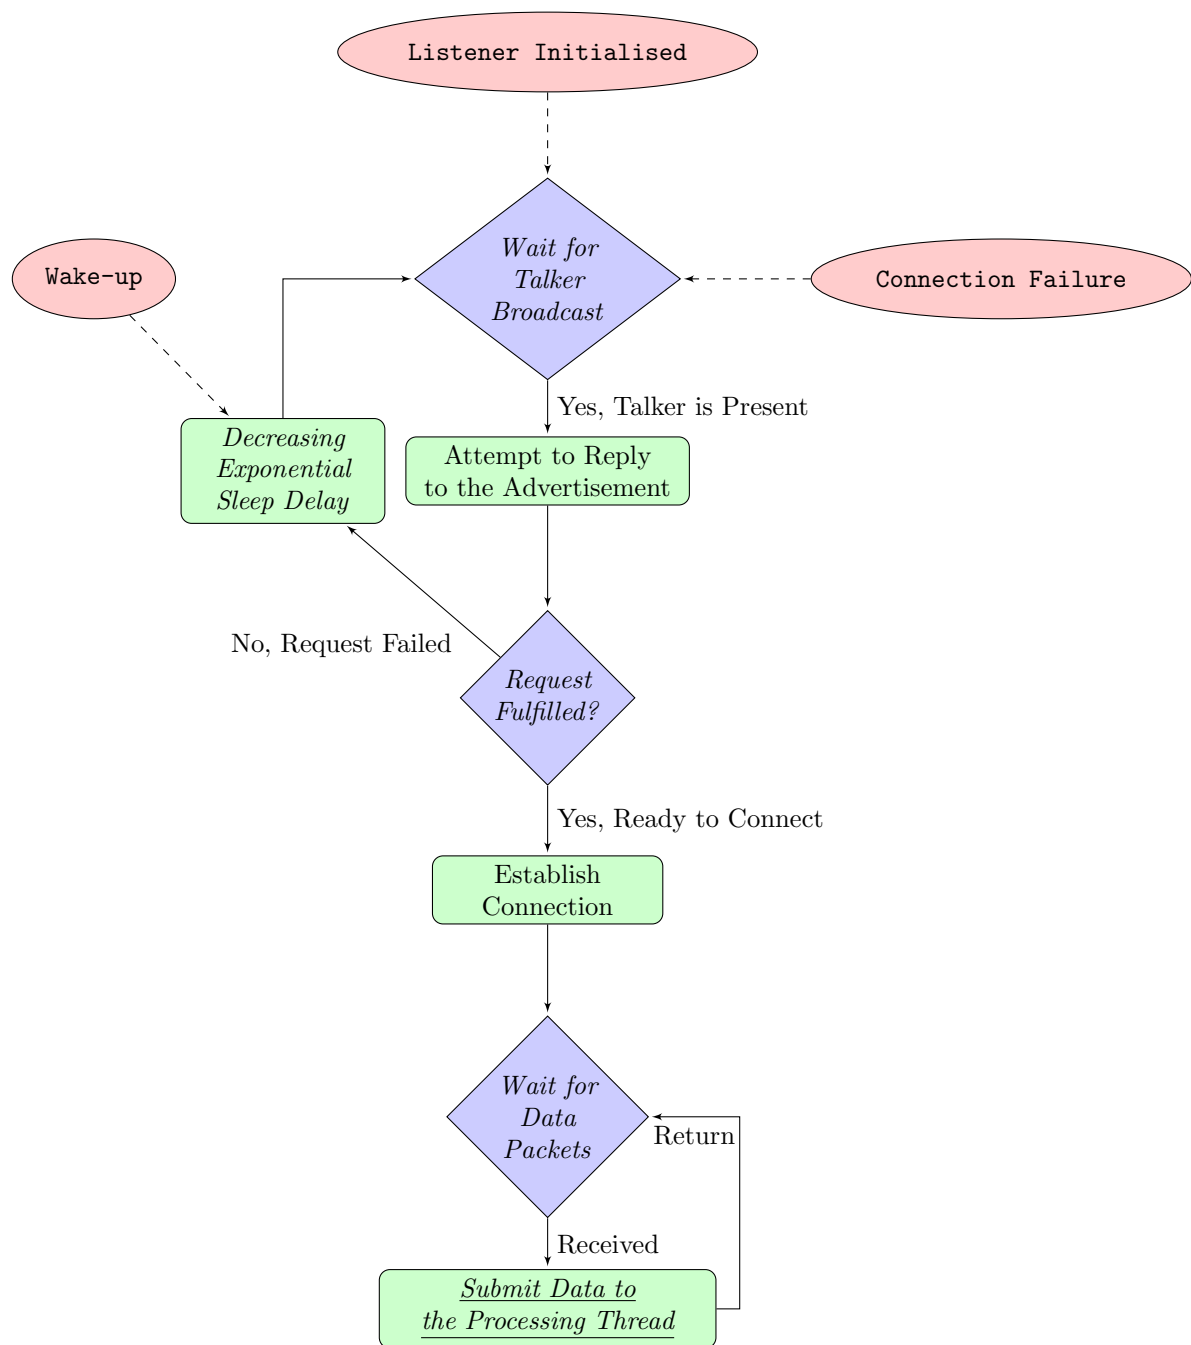 Listener Initialised
Wait for
Talker
Broadcast
Wake-up
Connection Failure
Yes, Talker is Present
Decreasing
Exponential
Sleep Delay
Attempt to Reply
to the Advertisement
No, Request Failed
Request
Fulfilled?
Yes, Ready to Connect
Establish
Connection
Wait for
Data
Packets
Return
Received
Submit Data to
the Processing Thread